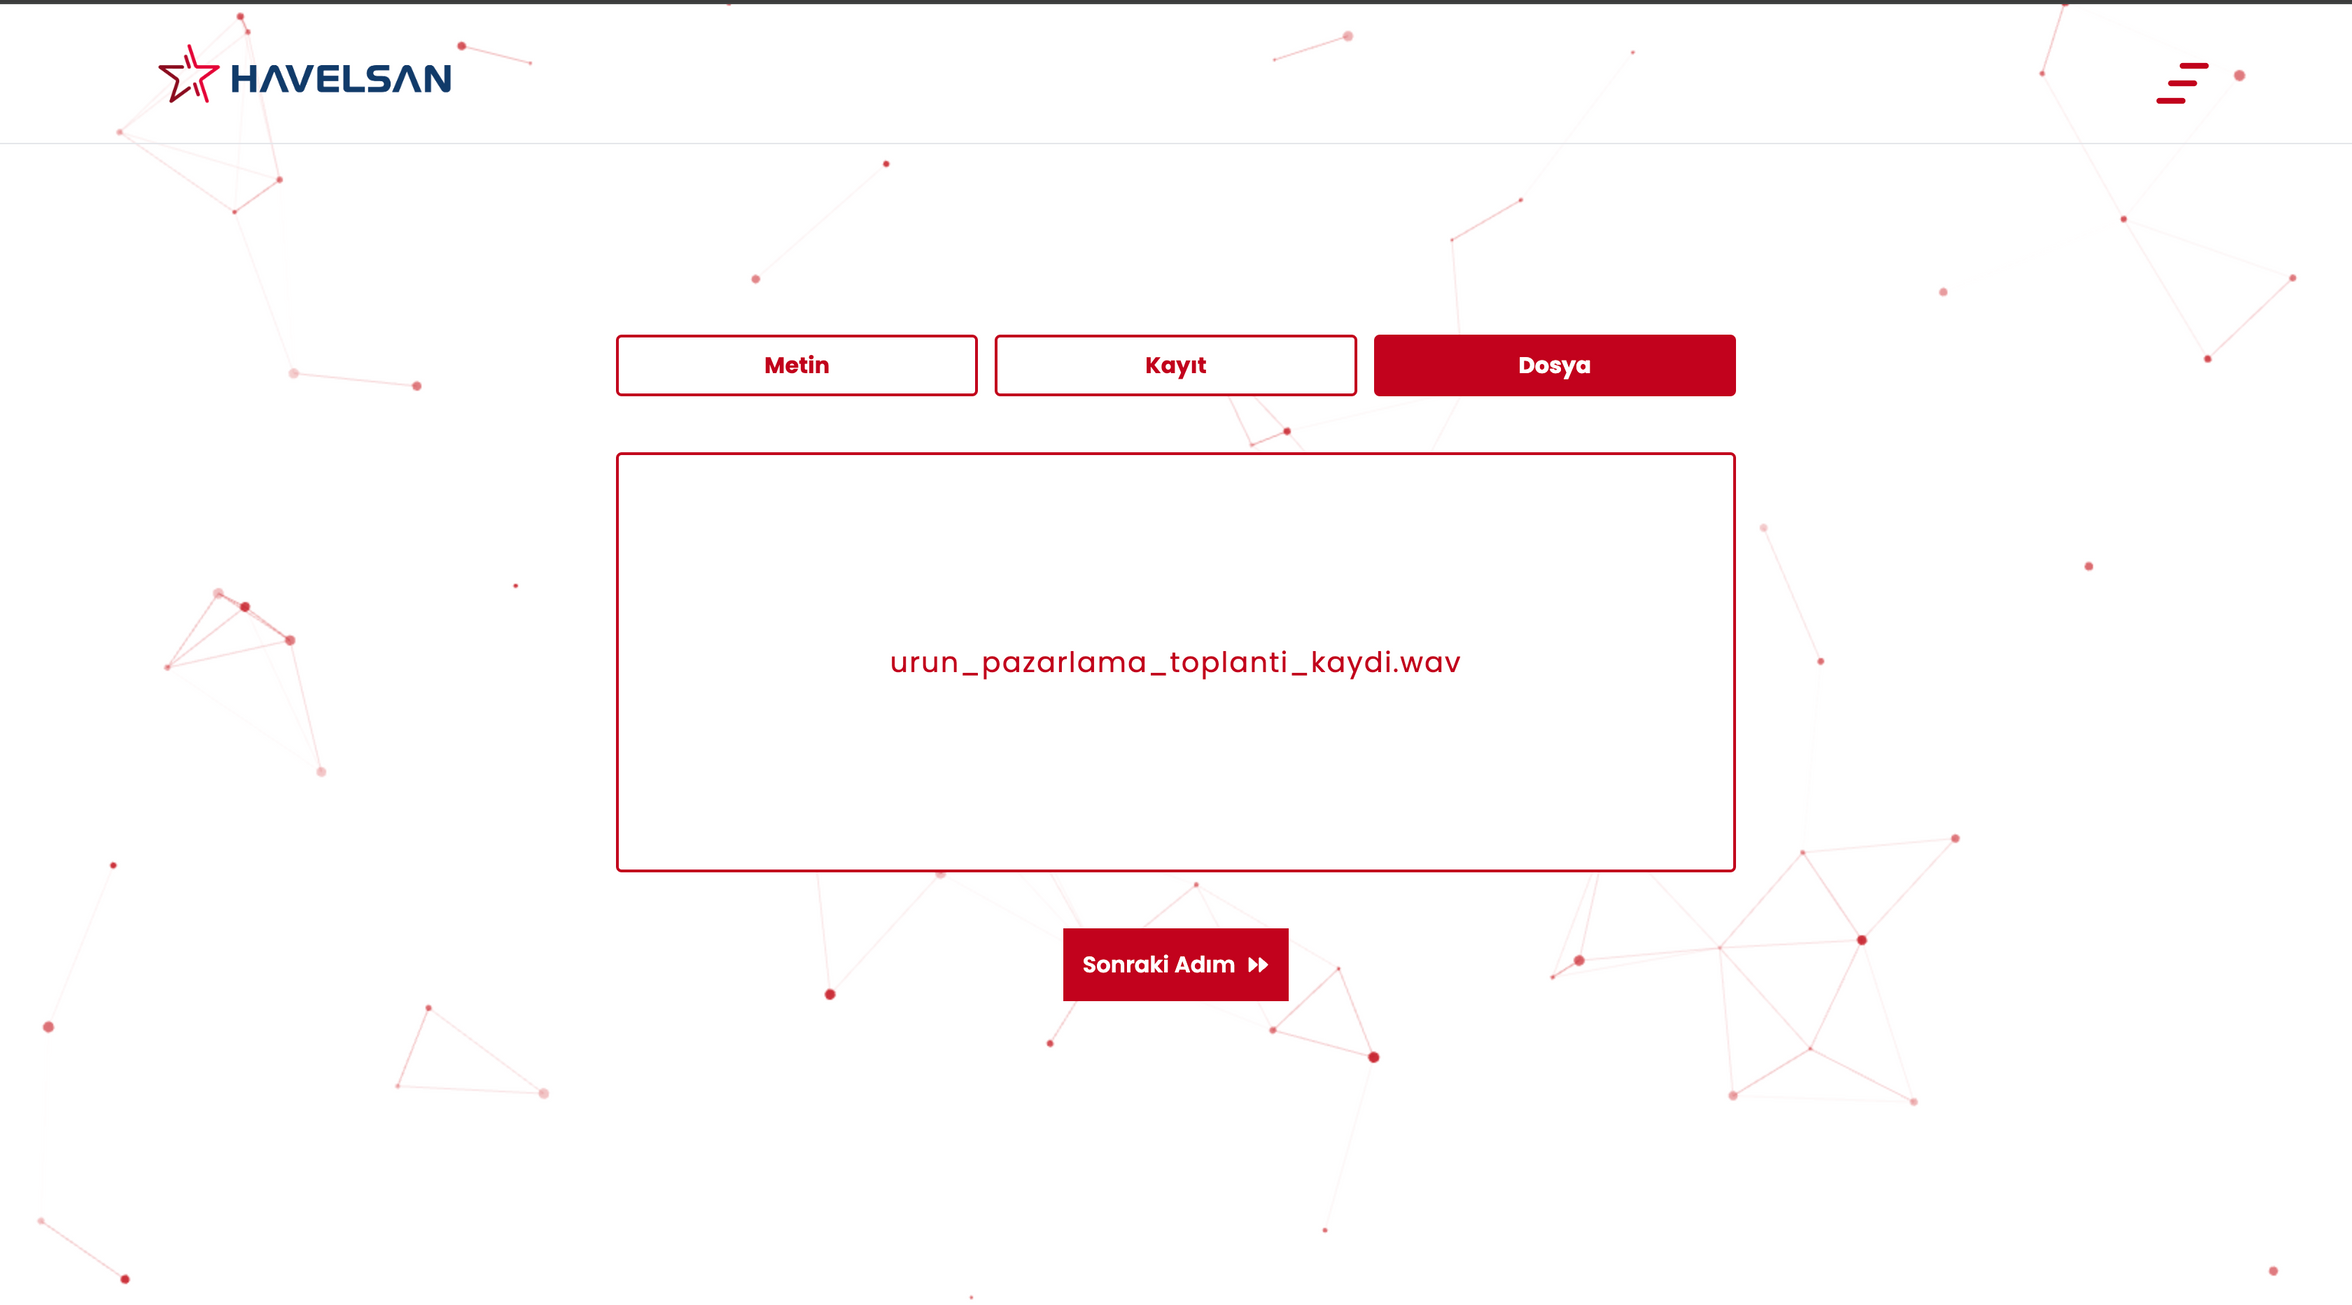 HAVELSAN
Metin
Kayıt
Dosya
urun_pazarlama_toplanti_kaydi.wav
Sonraki Adım